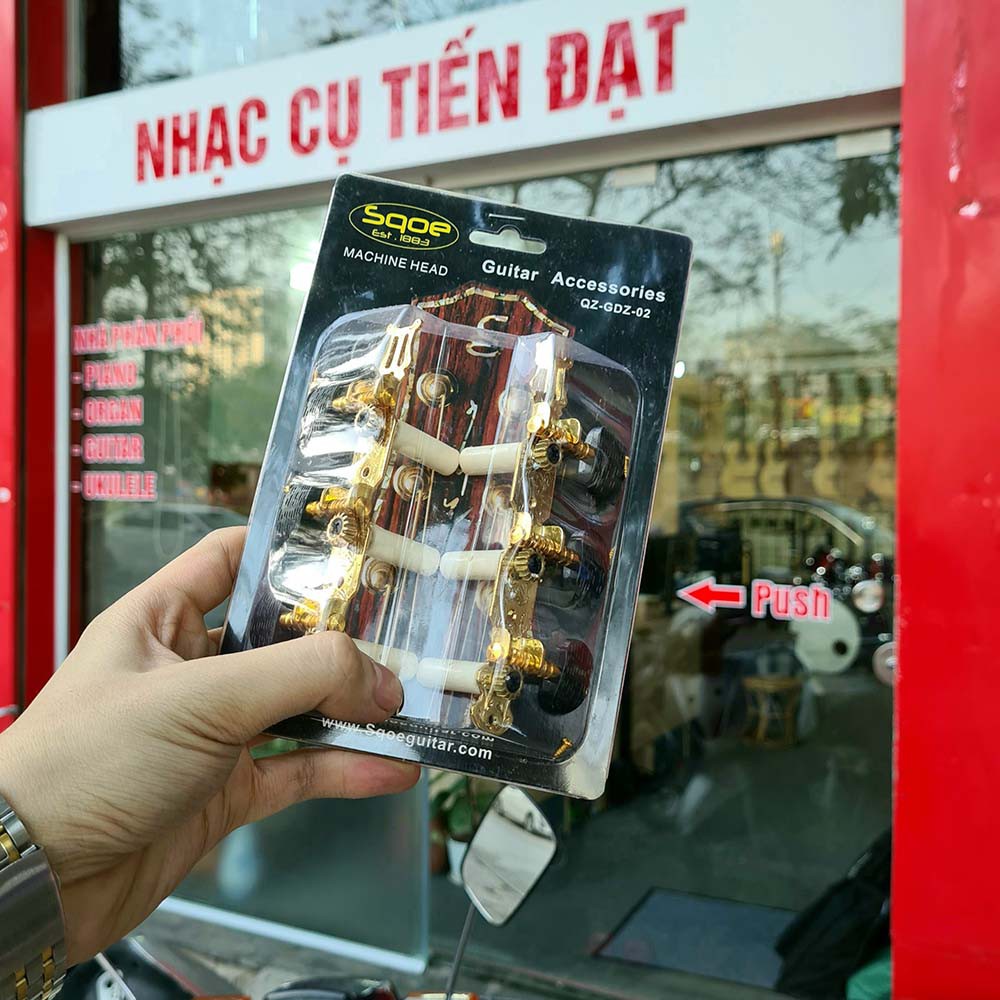 NHẠC CỤ TIẾN ĐẠT
Sqoe
Est. 1883
MACHINE HEAD
Guitar Accessories
QZ-GDZ-02
NHÀ PHÂN PHỐI
- PIANO
- ORGAN
- GUITAR
- UKULELE
Push
www.Sqoeguitar.com